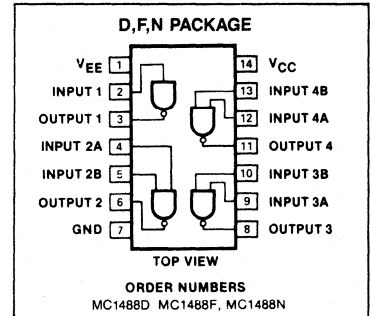 D,F,N PACKAGE
VEE 1 14 VCC
INPUT 1 2 13 INPUT 4B
OUTPUT 1 3 12 INPUT 4A
INPUT 2A 4 11 OUTPUT 4
INPUT 2B 5 10 INPUT 3B
OUTPUT 2 6 9 INPUT 3A
GND 7 8 OUTPUT 3
TOP VIEW
ORDER NUMBERS
MC1488D MC1488F, MC1488N